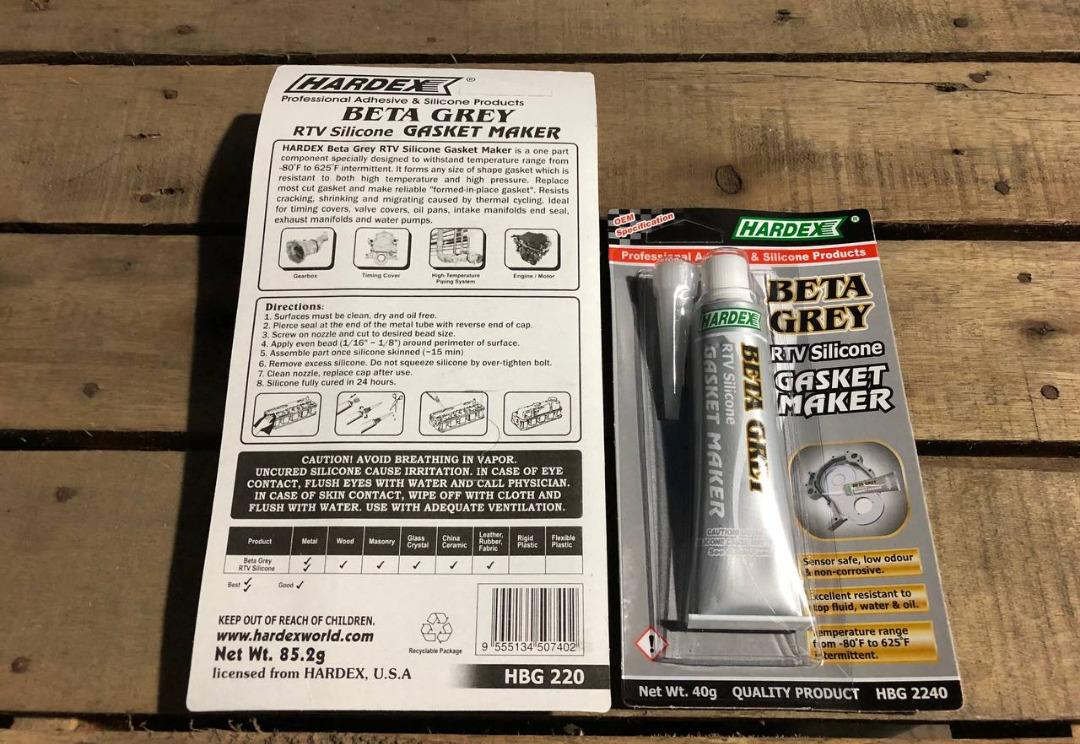 HARDEX ®
Professional Adhesive & Silicone Products
BETA GREY
RTV Silicone GASKET MAKER
HARDEX Beta Grey RTV Silicone Gasket Maker is a one part
component specially designed to withstand temperature range from
-80°F to 625°F intermittent. It forms any size of shape gasket which is
resistant to both high temperature and high pressure. Replace
most cut gasket and make reliable "formed-in-place gasket". Resists
cracking, shrinking and migrating caused by thermal cycling. Ideal
for timing covers, valve covers, oil pans, intake manifolds end seal,
exhaust manifolds and water pumps.
Gearbox
Timing Cover
High-Temperature
Piping System
Engine / Motor
Directions:
1. Surfaces must be clean, dry and oil free.
2. Pierce seal at the end of the metal tube with reverse end of cap.
3. Screw on nozzle and cut to desired bead size.
4. Apply even bead (1/16" - 1/8") around perimeter of surface.
5. Assemble part once silicone skinned (~15 min)
6. Remove excess silicone. Do not squeeze silicone by over-tighten bolt.
7. Clean nozzle, replace cap after use.
8. Silicone fully cured in 24 hours.
CAUTION! AVOID BREATHING IN VAPOR.
UNCURED SILICONE CAUSE IRRITATION. IN CASE OF EYE
CONTACT, FLUSH EYES WITH WATER AND CALL PHYSICIAN.
IN CASE OF SKIN CONTACT, WIPE OFF WITH CLOTH AND
FLUSH WITH WATER. USE WITH ADEQUATE VENTILATION.
Product Metal Wood Masonry Glass Crystal China Ceramic Leather, Rubber, Fabric Rigid Plastic Flexible Plastic
Beta Grey
RTV Silicone ✓✓ ✓ ✓ ✓ ✓ ✓
Best ✓✓ Good ✓
KEEP OUT OF REACH OF CHILDREN.
www.hardexworld.com
Net Wt. 85.2g
licensed from HARDEX, U.S.A
Recyclable Package
9 555134 507402
HBG 220
OEM
Specification
HARDEX ®
Professional & Silicone Products
BETA
GREY
RTV Silicone
GASKET
MAKER
HARDEX
BETA GREY
RTV Silicone
GASKET MAKER
BETA GREY
Sensor safe, low odour
& non-corrosive.
Excellent resistant to
fluid, water & oil.
Temperature range
from -80°F to 625°F
intermittent.
Net Wt. 40g QUALITY PRODUCT HBG 2240